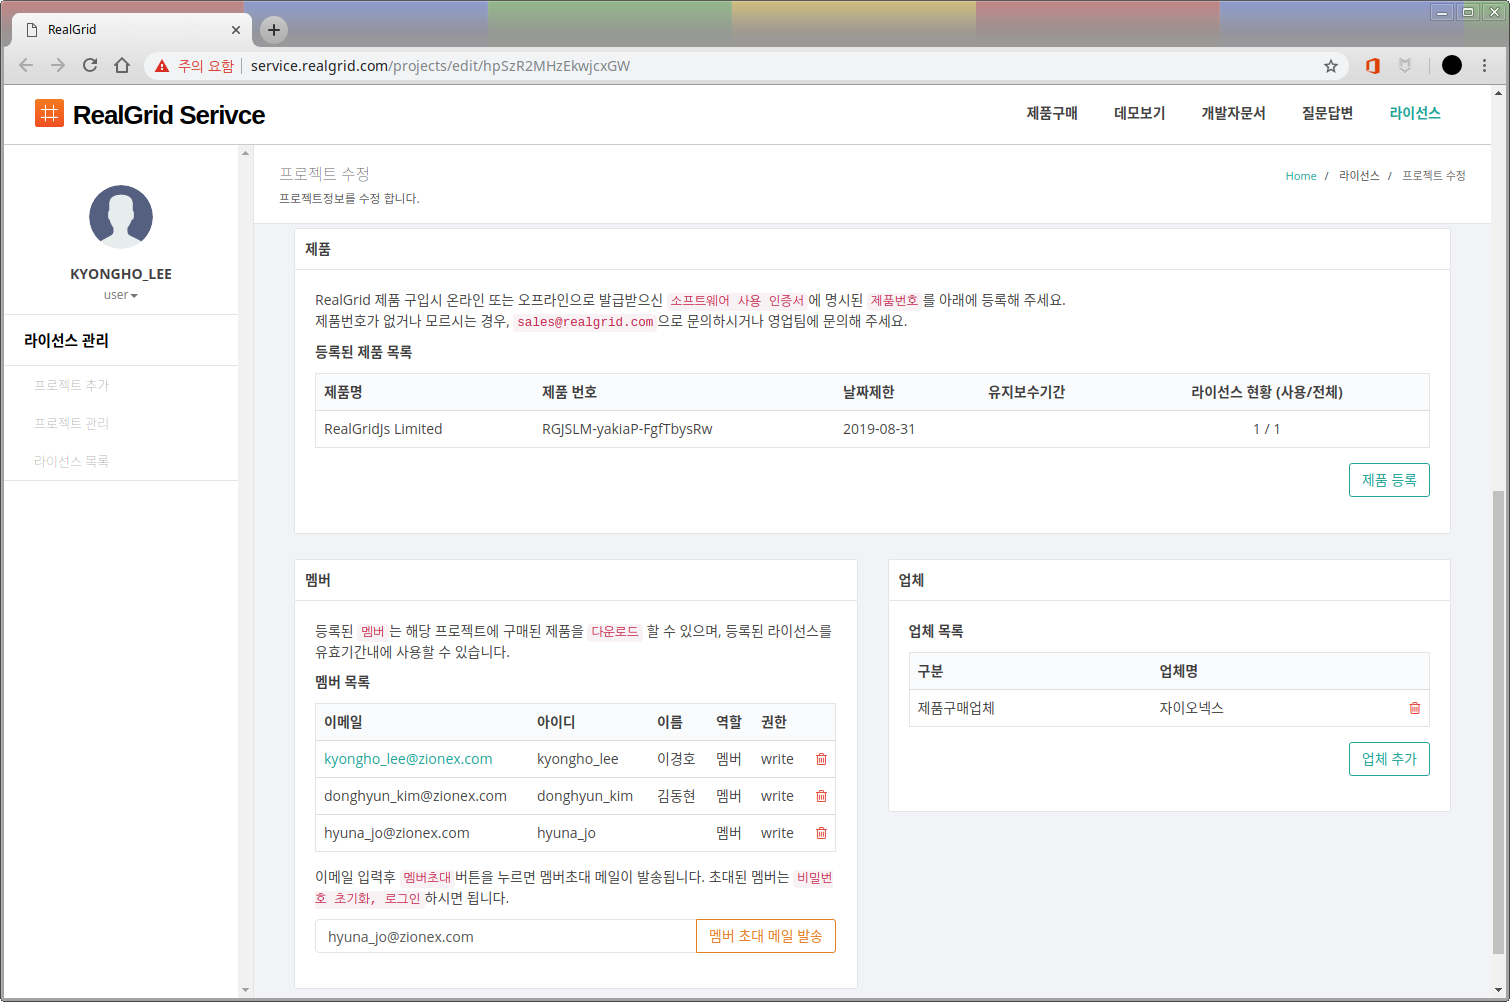 RealGrid
주의 요함
service.realgrid.com/projects/edit/hpSzR2MHzEkwjcxGW
RealGrid Serivce
제품구매 데모보기 개발자문서 질문답변 라이선스
KYONGHO_LEE
user
라이선스 관리
프로젝트 추가
프로젝트 관리
라이선스 목록
프로젝트 수정
프로젝트정보를 수정 합니다.
Home / 라이선스 / 프로젝트 수정
제품
RealGrid 제품 구입시 온라인 또는 오프라인으로 발급받으신 소프트웨어 사용 인증서 에 명시된 제품번호 를 아래에 등록해 주세요.
제품번호가 없거나 모르시는 경우, sales@realgrid.com 으로 문의하시거나 영업팀에 문의해 주세요.
등록된 제품 목록
제품명 제품 번호 날짜제한 유지보수기간 라이선스 현황 (사용/전체)
RealGridJs Limited RGJSLM-yakiaP-FgfTbysRw 2019-08-31 1 / 1
제품 등록
멤버
등록된 멤버 는 해당 프로젝트에 구매된 제품을 다운로드 할 수 있으며, 등록된 라이선스를
유효기간내에 사용할 수 있습니다.
멤버 목록
이메일 아이디 이름 역할 권한
kyongho_lee@zionex.com kyongho_lee 이경호 멤버 write
donghyun_kim@zionex.com donghyun_kim 김동현 멤버 write
hyuna_jo@zionex.com hyuna_jo 멤버 write
이메일 입력후 멤버초대 버튼을 누르면 멤버초대 메일이 발송됩니다. 초대된 멤버는 비밀번
호 초기화, 로그인 하시면 됩니다.
hyuna_jo@zionex.com 멤버 초대 메일 발송
업체
업체 목록
구분 업체명
제품구매업체 자이오넥스
업체 추가